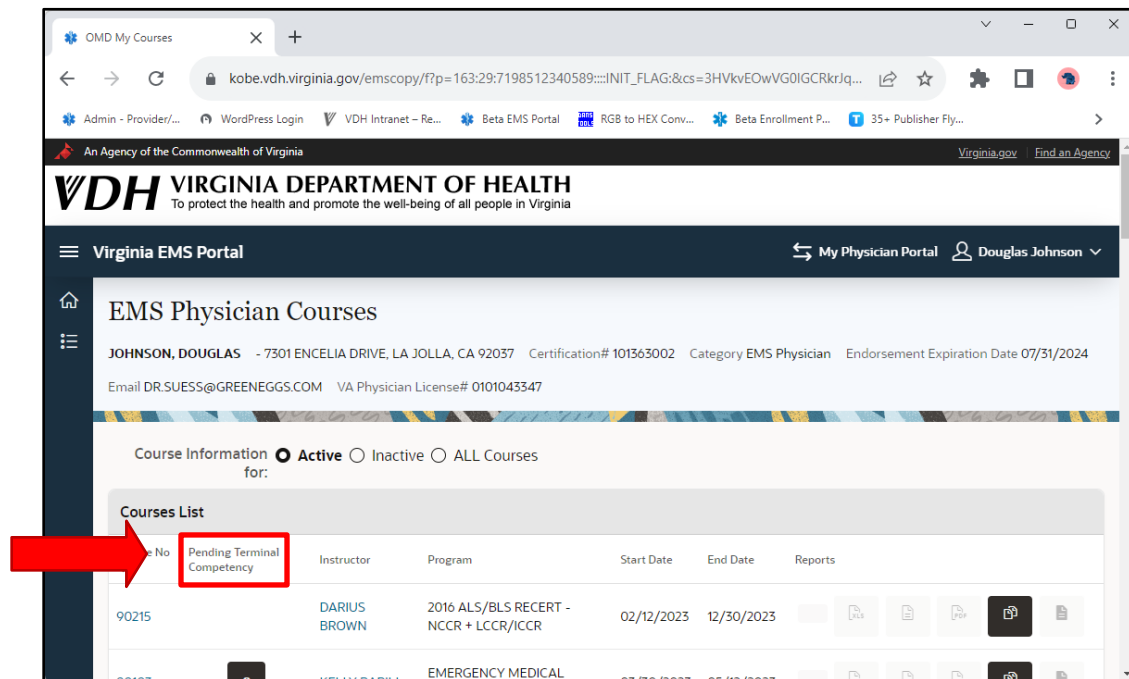 OMD My Courses
kobe.vdh.virginia.gov/emscopy/f?p=163:29:7198512340589::::INIT_FLAG:&cs=3HVkvEOwVG0IGCRkrJq...
Admin - Provider/... WordPress Login VDH Intranet – Re... Beta EMS Portal RGB to HEX Conv... Beta Enrollment P... 35+ Publisher Fly...
An Agency of the Commonwealth of Virginia Virginia.gov Find an Agency
VDH VIRGINIA DEPARTMENT OF HEALTH
To protect the health and promote the well-being of all people in Virginia
Virginia EMS Portal My Physician Portal Douglas Johnson
EMS Physician Courses
JOHNSON, DOUGLAS - 7301 ENCELIA DRIVE, LA JOLLA, CA 92037 Certification# 101363002 Category EMS Physician Endorsement Expiration Date 07/31/2024
Email DR.SUESS@GREENEGGS.COM VA Physician License# 0101043347
Course Information Active Inactive ALL Courses
for:
Courses List
e No Pending Terminal Instructor Program Start Date End Date Reports
Competency
90215 DARIUS 2016 ALS/BLS RECERT - 02/12/2023 12/30/2023 XLS PDF
BROWN NCCR + LCCR/ICCR
EMERGENCY MEDICAL